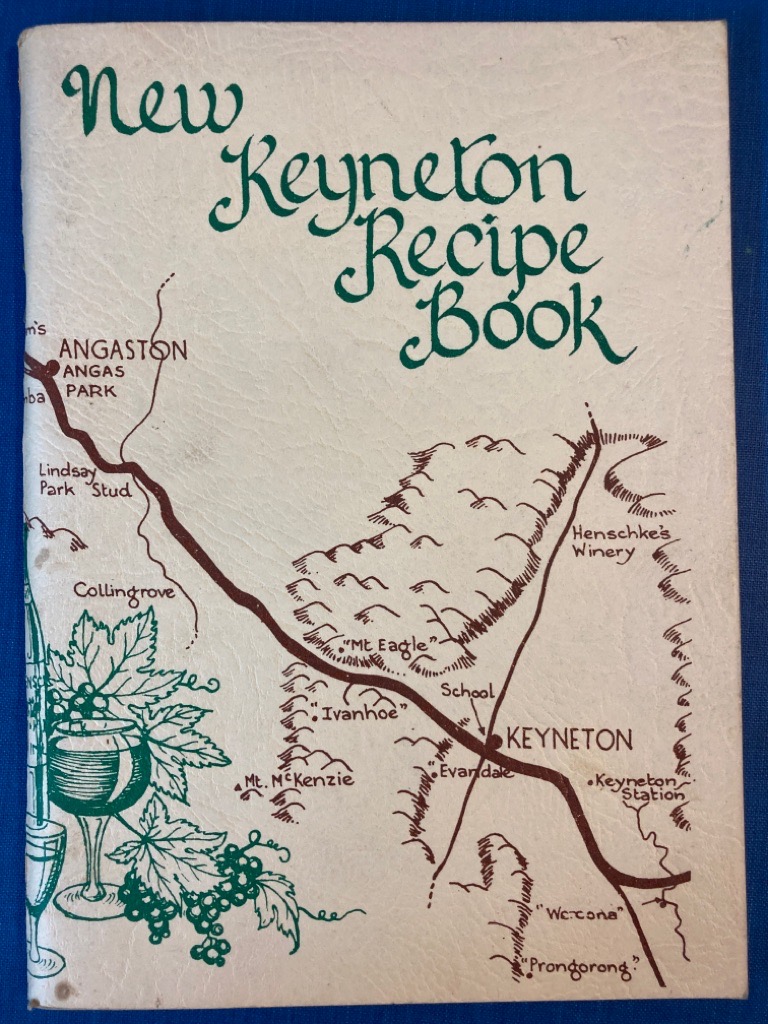 New
Keyneton
Recipe
Book
m's
ANGASTON
ANGAS
PARK
mba
Lindsay
Park Stud
Henschke's
Winery
Collingrove
"Mt Eagle"
School
"Ivanhoe"
KEYNETON
"Evandale"
Mt. McKenzie
Keyneton
Station
"Prongorong"